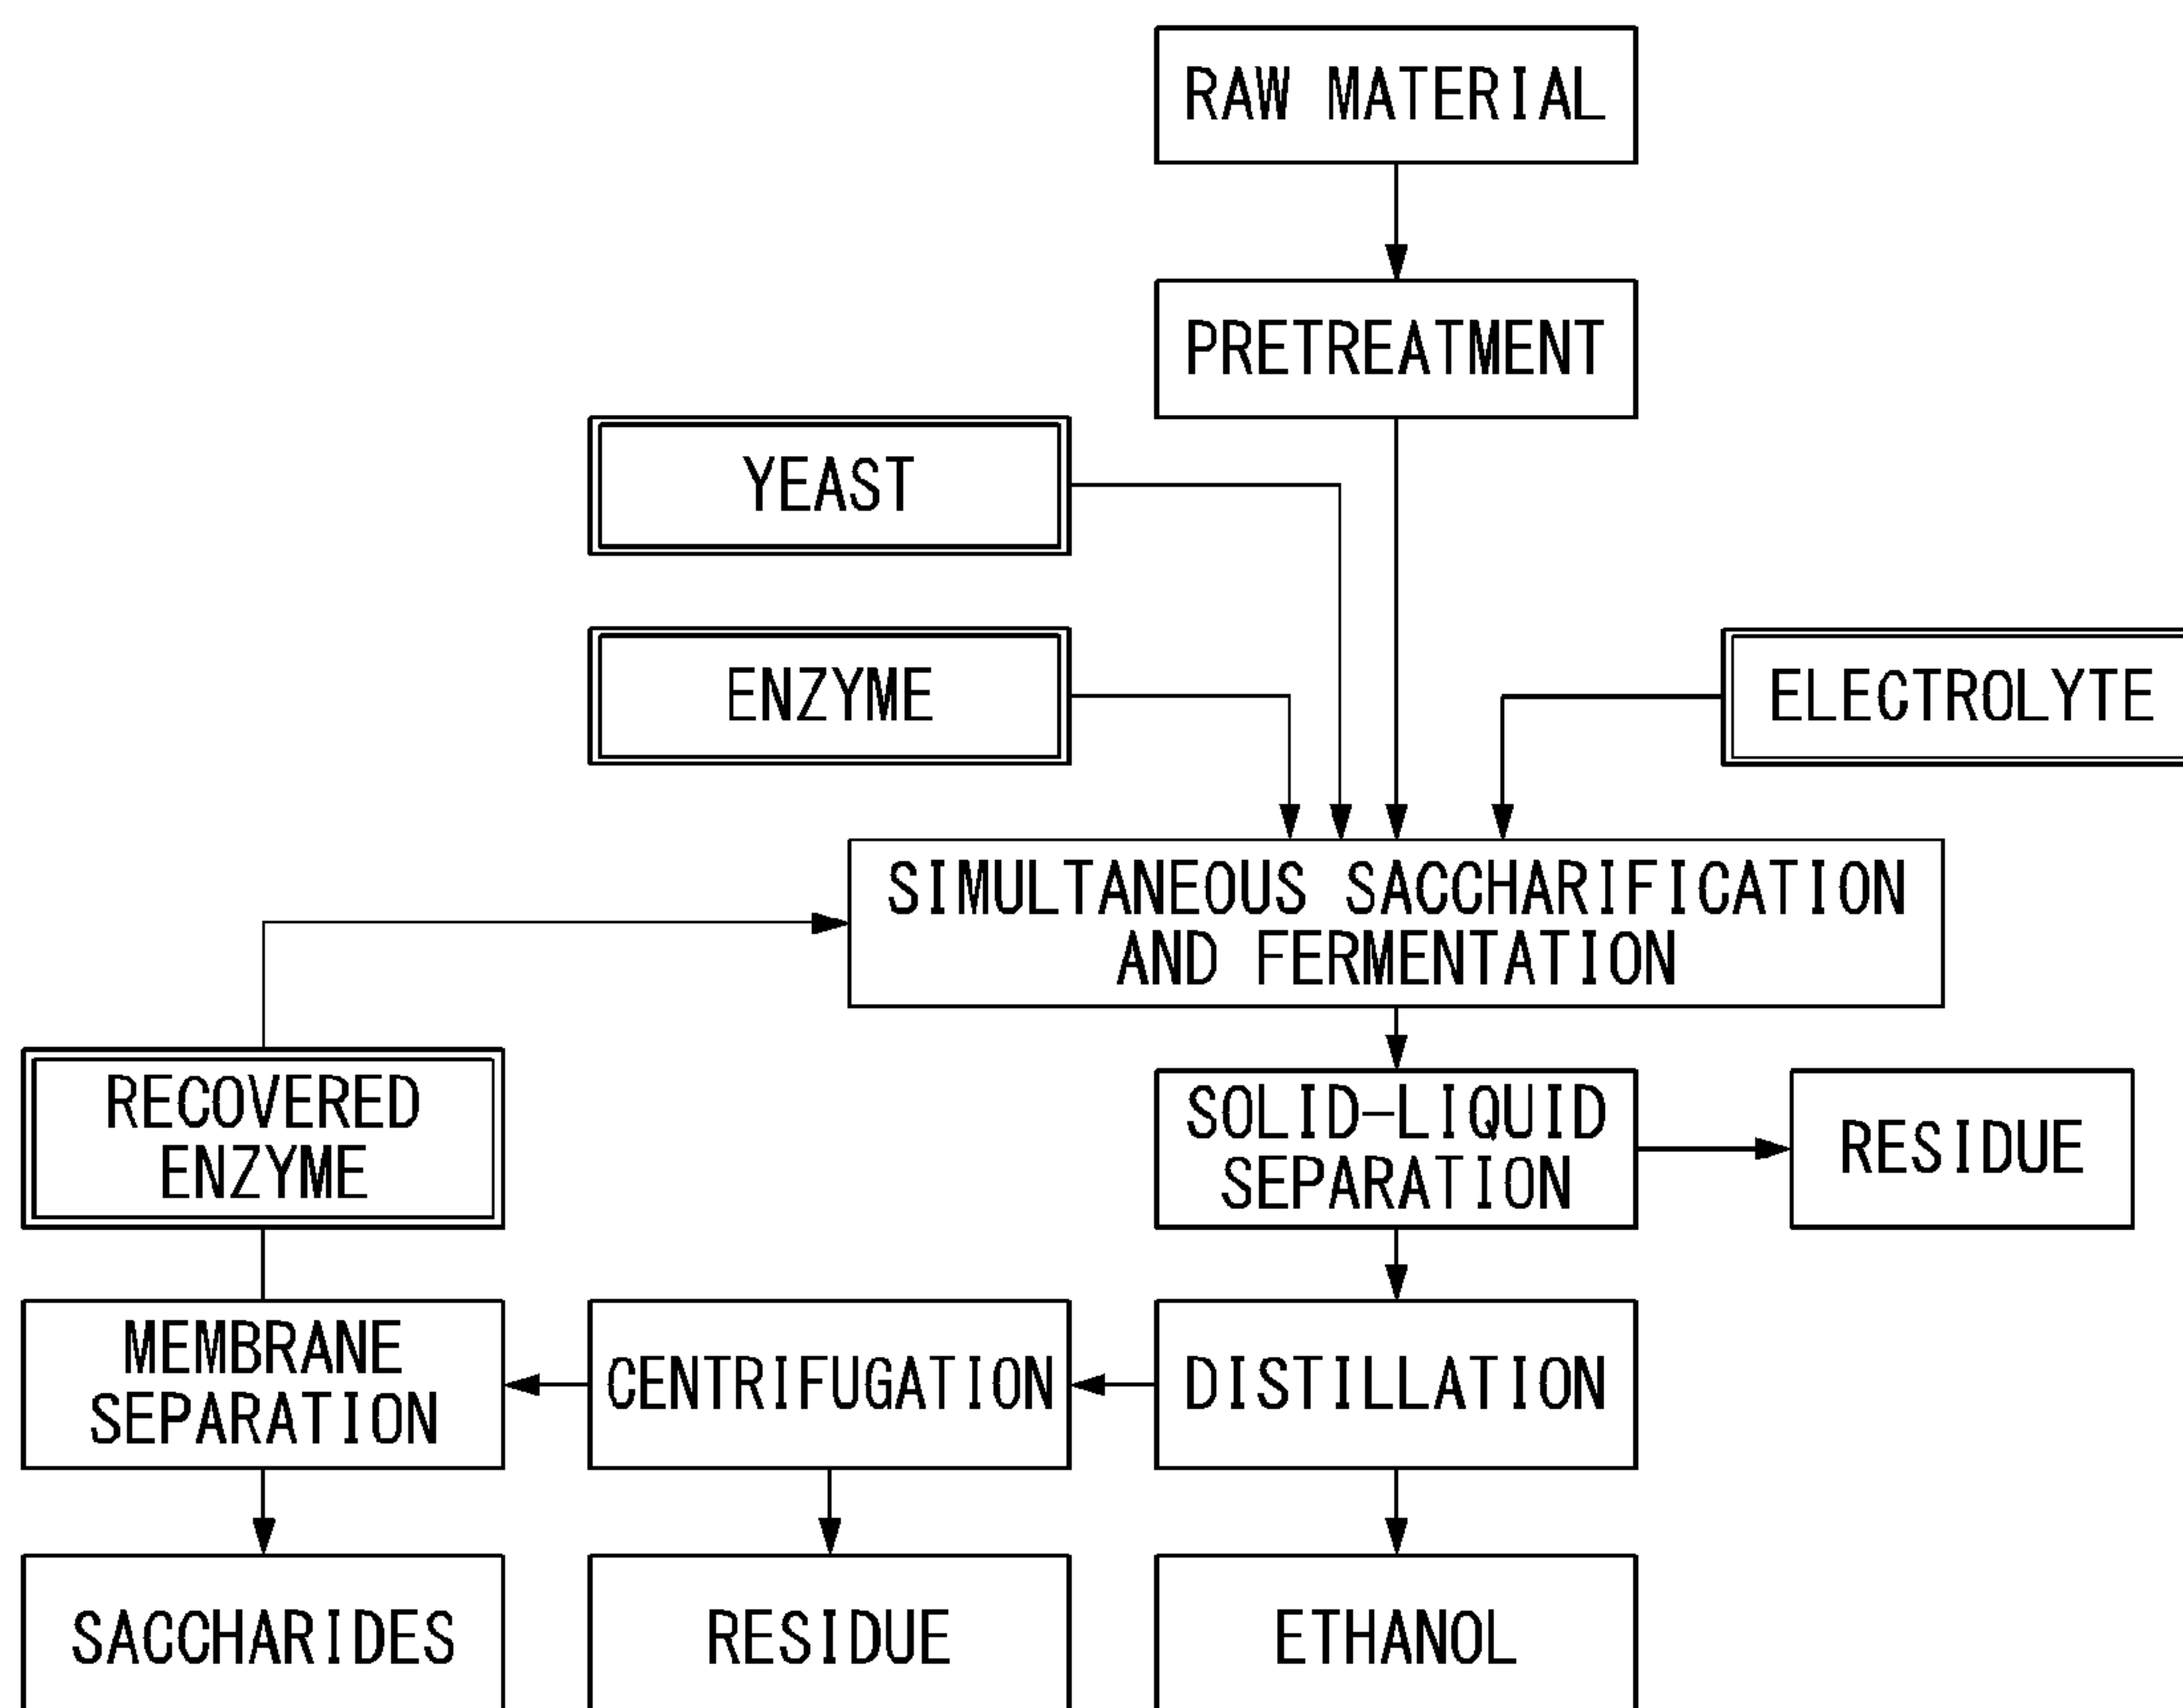 RAW MATERIAL
PRETREATMENT
YEAST
ENZYME
ELECTROLYTE
SIMULTANEOUS SACCHARIFICATION
AND FERMENTATION
RECOVERED
ENZYME
SOLID-LIQUID
SEPARATION
RESIDUE
MEMBRANE
SEPARATION
CENTRIFUGATION
DISTILLATION
SACCHARIDES
RESIDUE
ETHANOL